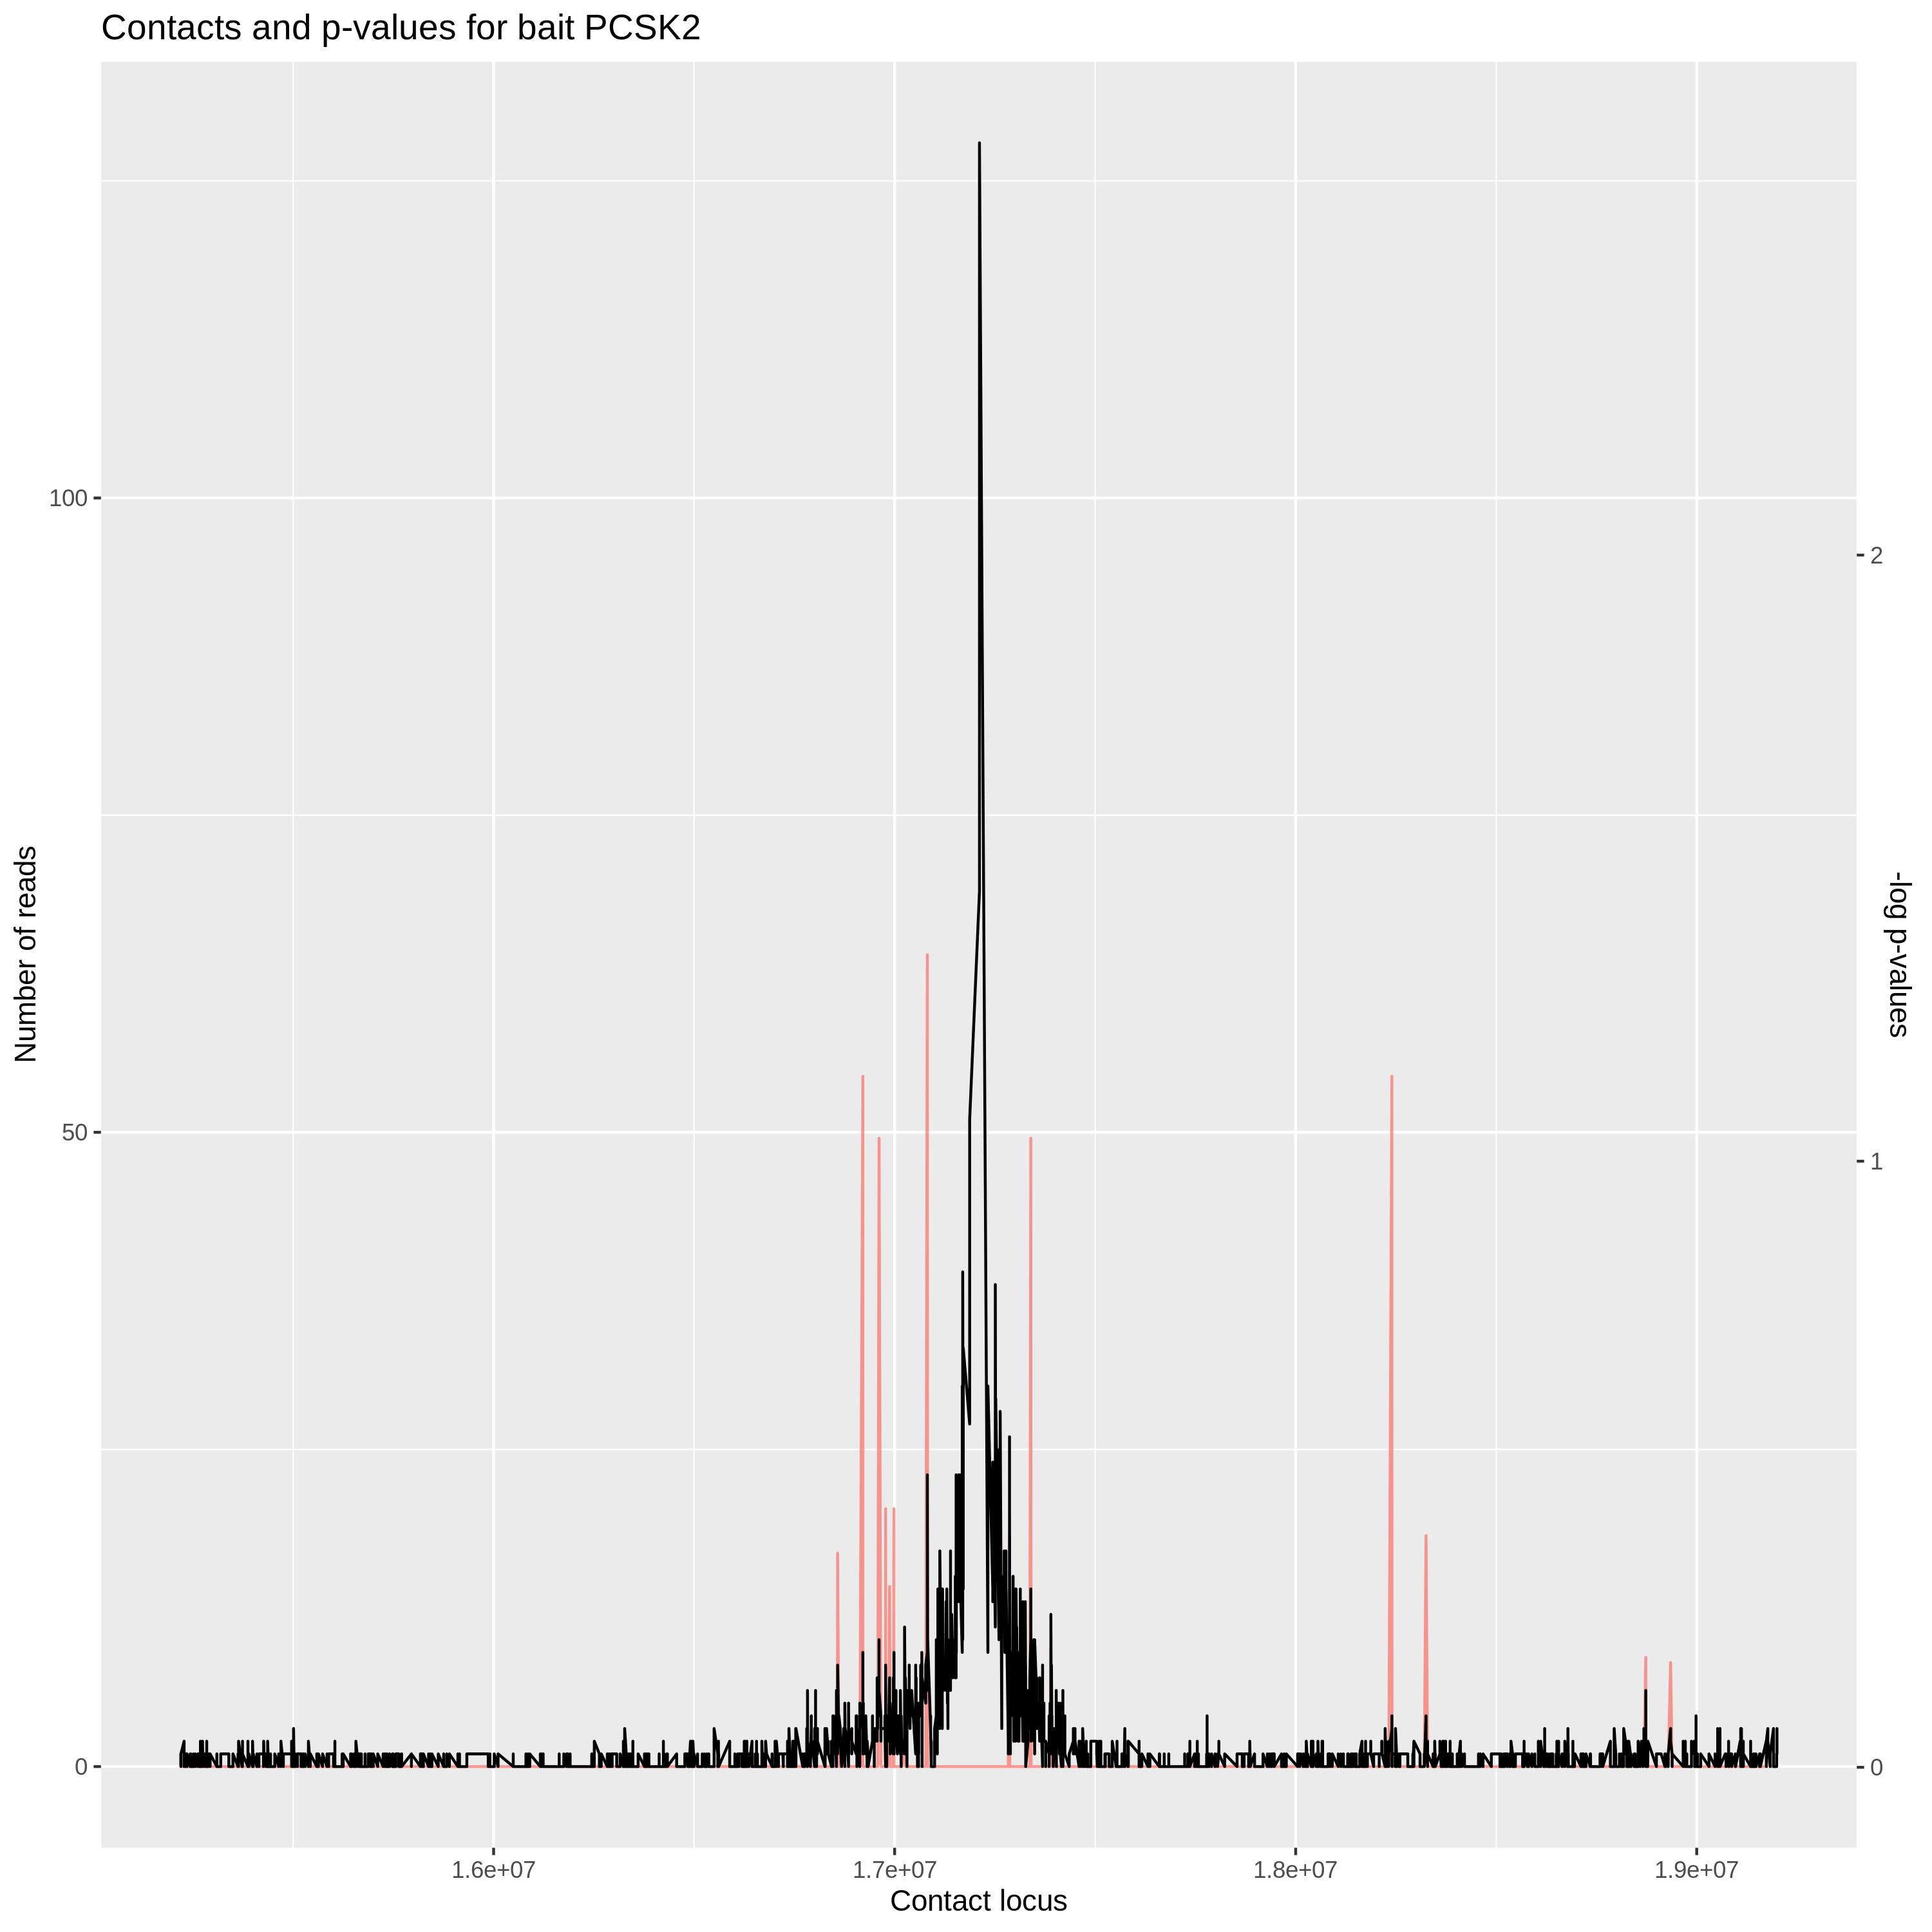 Contacts and p-values for bait PCSK2
100
50
0
Number of reads
2
1
0
-log p-values
1.6e+07
1.7e+07
1.8e+07
1.9e+07
Contact locus